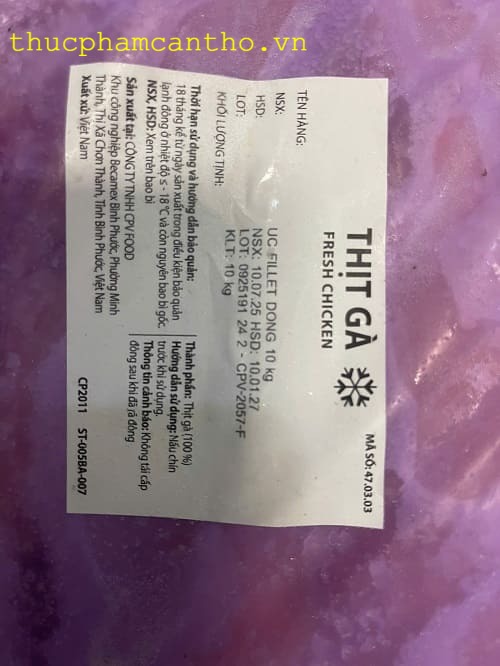 thucphamcantho.vn
THỊT GÀ
FRESH CHICKEN
MÃ SỐ: 47.03.03
TÊN HÀNG:
UC FILLET DONG 10 kg
NSX:
NSX: 10.07.25 HSD: 10.01.27
HSD:
LOT: 0925191 24 2 - CPV-2057-F
LOT:
KLT: 10 kg
KHỐI LƯỢNG TỊNH:
Thời hạn sử dụng và hướng dẫn bảo quản:
18 tháng kể từ ngày sản xuất trong điều kiện bảo quản
lạnh đông ở nhiệt độ ≤ - 18°C và còn nguyên bao bì gốc.
NSX, HSD: Xem trên bao bì
Sản xuất tại: CÔNG TY TNHH CPV FOOD
Khu công nghiệp Becamex Bình Phước, Phường Minh
Thành, Thị Xã Chơn Thành, Tỉnh Bình Phước, Việt Nam
Xuất xứ: Việt Nam
Thành phần: Thịt gà (100 %)
Hướng dẫn sử dụng: Nấu chín
trước khi sử dụng.
Thông tin cảnh báo: Không tái cấp
đông sau khi đã rã đông
CP2011 ST-005BA-007